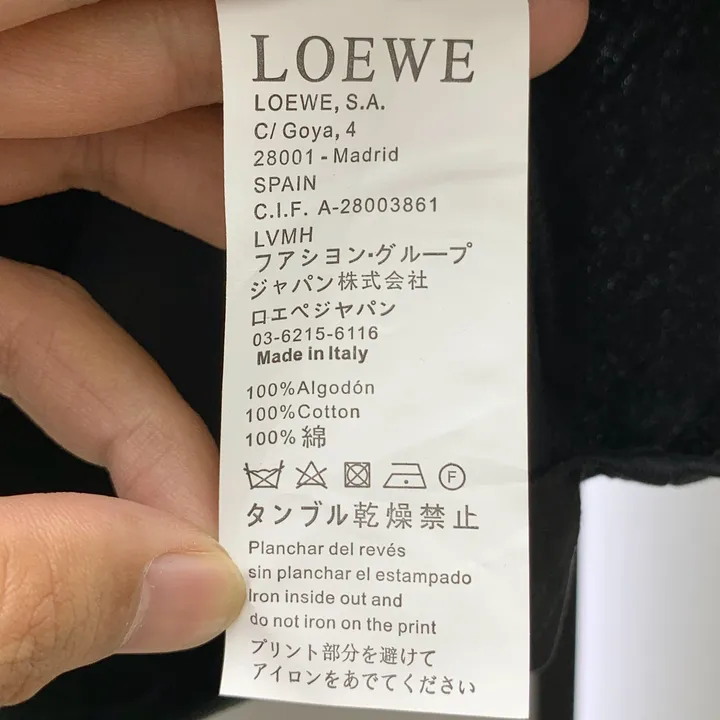 LOEWE
LOEWE, S.A.
C/ Goya, 4
28001 - Madrid
SPAIN
C.I.F. A-28003861
LVMH
フアシヨン・グループ
ジャパン株式会社
ロエペジヤパン
03-6215-6116
Made in Italy
100%Algodón
100%Cotton
100%綿
F
タンブル乾燥禁止
Planchar del revés
sin planchar el estampado
Iron inside out and
do not iron on the print
プリント部分を避けて
アイロンをあでてください